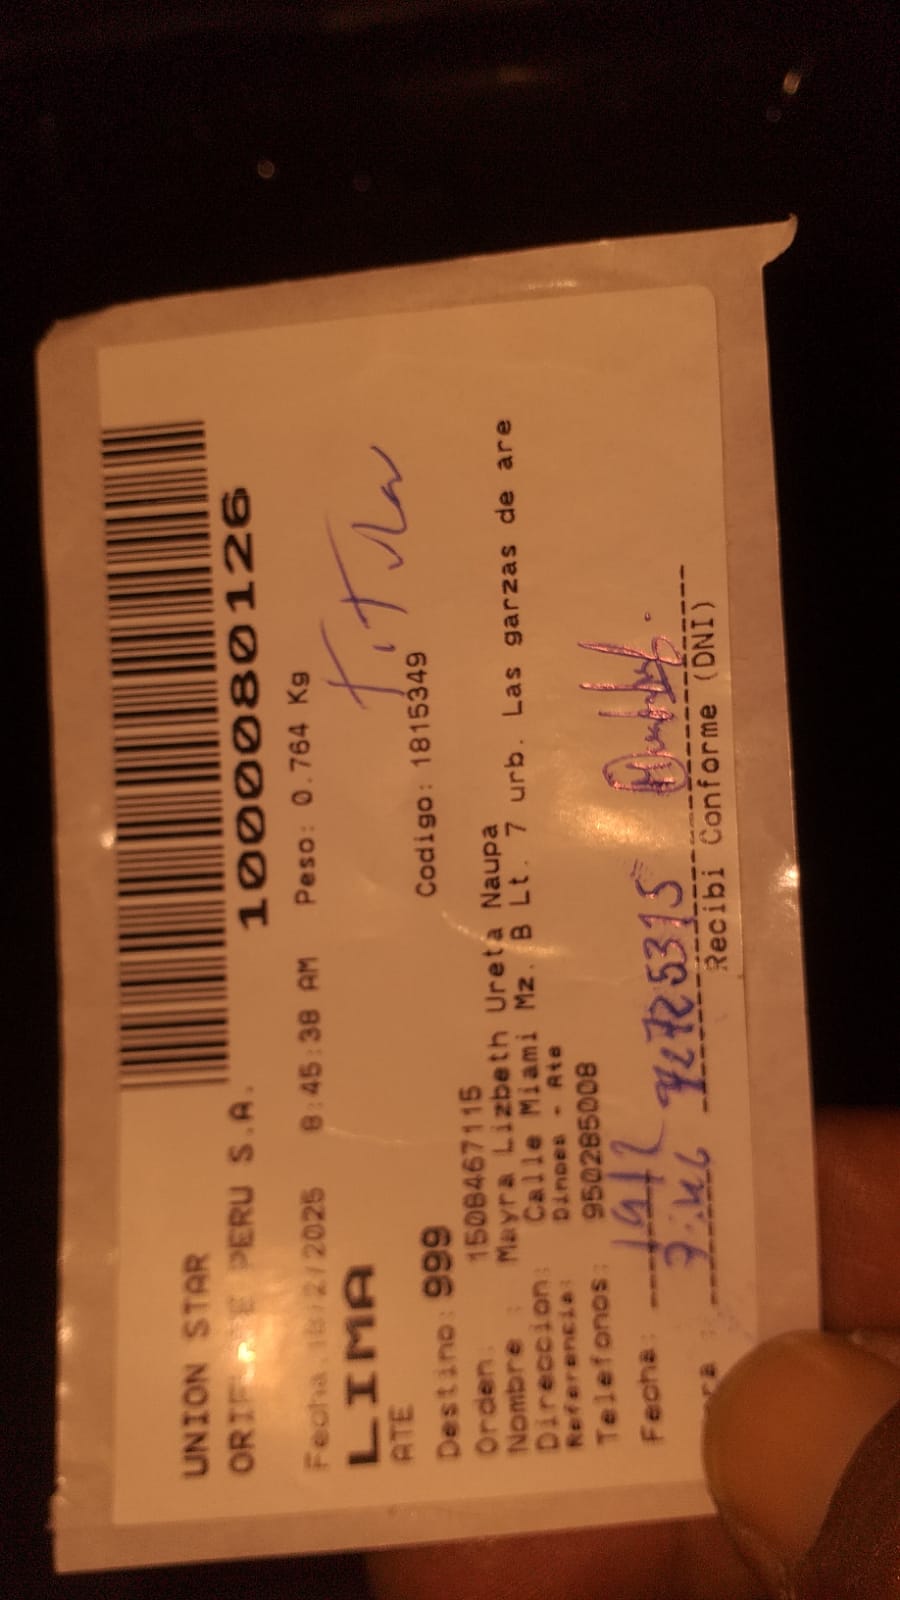 UNION STAR
ORIFLAME PERU S.A. 1000080126
Fecha:18/2/2025 8:45:38 AM Peso: 0.764 Kg
LIMA
ATE
Destino: 999 Codigo: 1815349
Orden: 1508467115
Nombre : Mayra Lizbeth Ureta Naupa
Direccion: Calle Miami Mz. B Lt. 7 urb. Las garzas de are
Referencia: Dinoes - Ate
Telefonos: 950285008
Fecha: 19/2
Recibi Conforme (DNI)